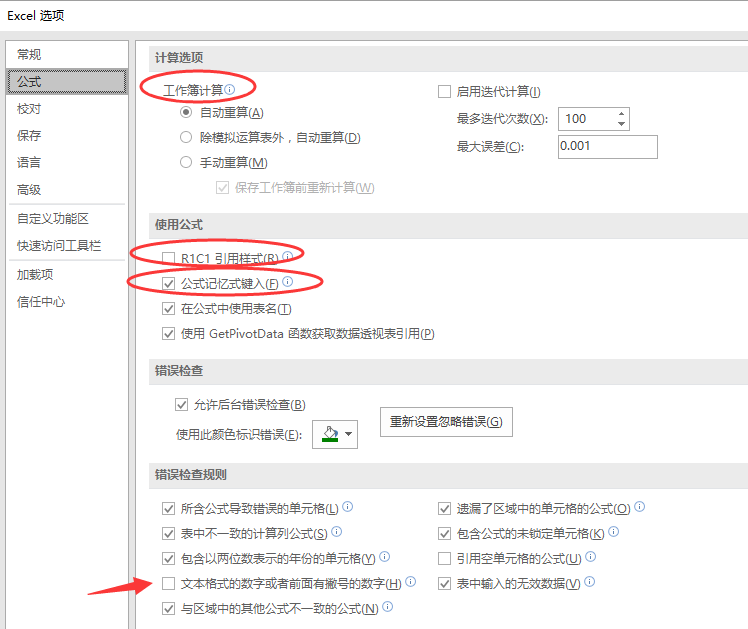 Excel 选项
常规
公式
校对
保存
语言
高级
自定义功能区
快速访问工具栏
加载项
信任中心
计算选项
工作簿计算
自动重算(A)
除模拟运算表外，自动重算(D)
手动重算(M)
保存工作簿前重新计算(W)
启用迭代计算(I)
最多迭代次数(X): 100
最大误差(C): 0.001
使用公式
R1C1 引用样式(R)
公式记忆式键入(F)
在公式中使用表名(T)
使用 GetPivotData 函数获取数据透视表引用(P)
错误检查
允许后台错误检查(B)
使用此颜色标识错误(E):
重新设置忽略错误(G)
错误检查规则
所含公式导致错误的单元格(L)
表中不一致的计算列公式(S)
包含以两位数表示的年份的单元格(Y)
文本格式的数字或者前面有撇号的数字(H)
与区域中的其他公式不一致的公式(N)
遗漏了区域中的单元格的公式(O)
包含公式的未锁定单元格(K)
引用空单元格的公式(U)
表中输入的无效数据(V)